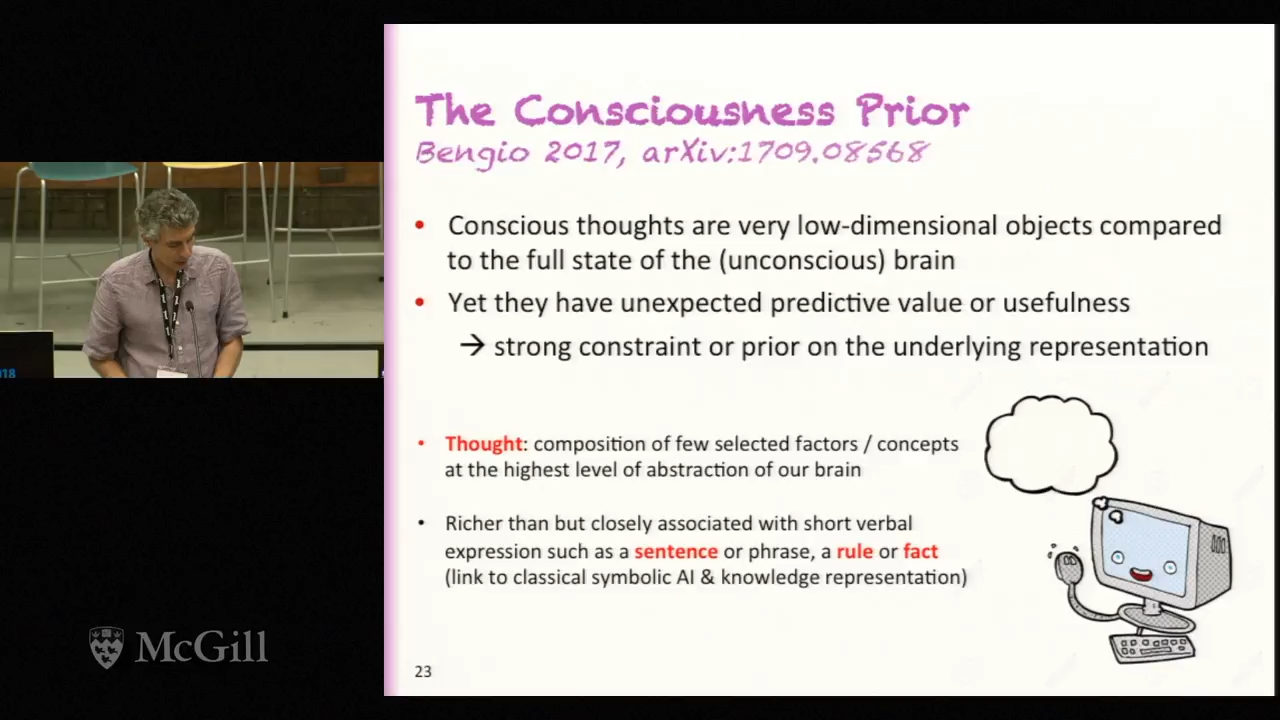 The Consciousness Prior
Bengio 2017, arXiv:1709.08568
• Conscious thoughts are very low-dimensional objects compared
to the full state of the (unconscious) brain
• Yet they have unexpected predictive value or usefulness
→ strong constraint or prior on the underlying representation
• Thought: composition of few selected factors / concepts
at the highest level of abstraction of our brain
• Richer than but closely associated with short verbal
expression such as a sentence or phrase, a rule or fact
(link to classical symbolic AI & knowledge representation)
23
018
McGill